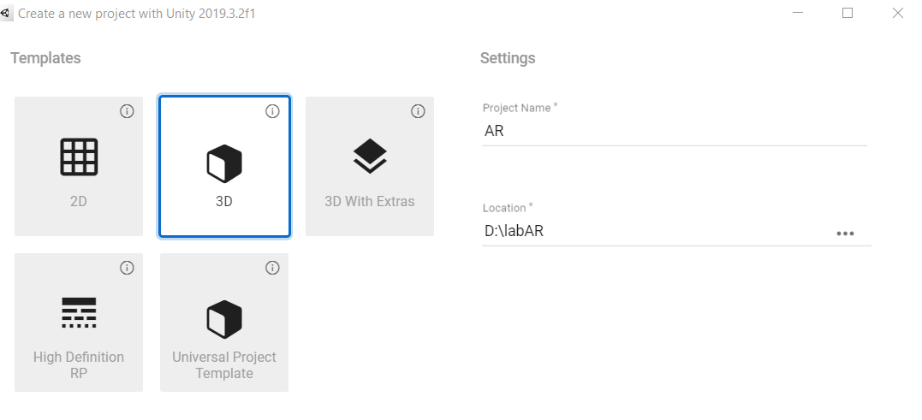 Create a new project with Unity 2019.3.2f1
Templates
Settings
2D
3D
3D With Extras
High Definition
RP
Universal Project
Template
Project Name *
AR
Location *
D:\labAR